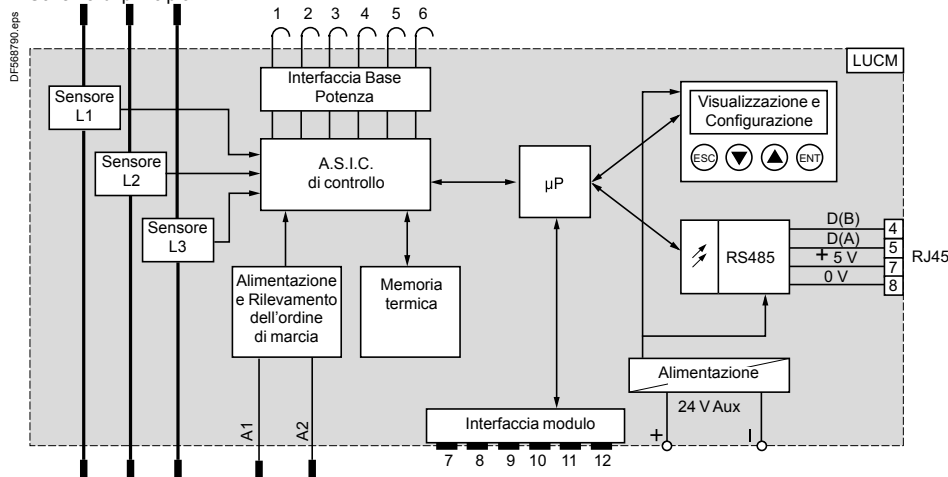 DF568790.eps
1 2 3 4 5 6
LUCM
Interfaccia Base
Potenza
Sensore
L1
Sensore
L2
Sensore
L3
A.S.I.C.
di controllo
µP
Visualizzazione e
Configurazione
ESC
ENT
RS485
D(B)
D(A)
+ 5 V
0 V
4
5
7
8
RJ45
Alimentazione
e Rilevamento
dell'ordine
di marcia
Memoria
termica
Alimentazione
24 V Aux
+
A1
A2
Interfaccia modulo
7 8 9 10 11 12